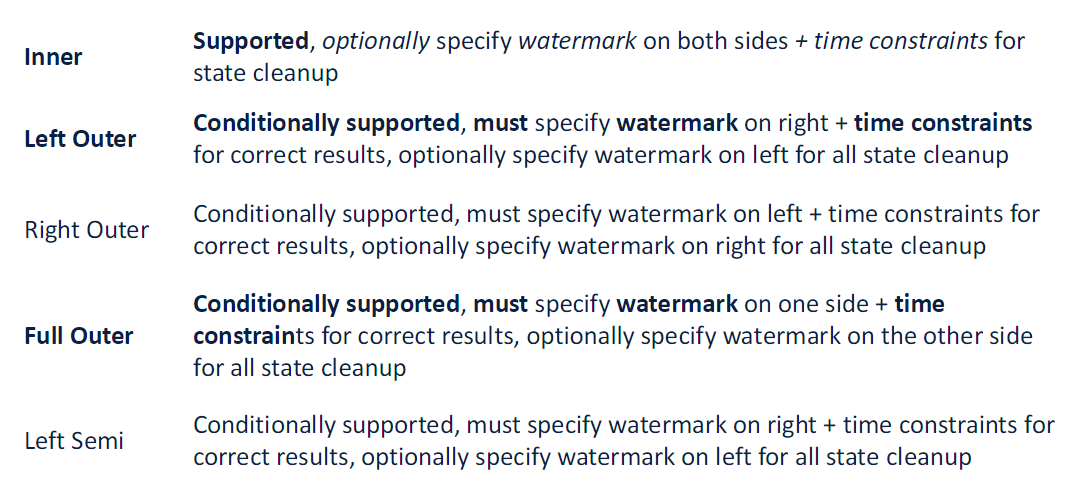 Inner
Supported, optionally specify watermark on both sides + time constraints for
state cleanup
Left Outer
Conditionally supported, must specify watermark on right + time constraints
for correct results, optionally specify watermark on left for all state cleanup
Right Outer
Conditionally supported, must specify watermark on left + time constraints for
correct results, optionally specify watermark on right for all state cleanup
Full Outer
Conditionally supported, must specify watermark on one side + time
constraints for correct results, optionally specify watermark on the other side
for all state cleanup
Left Semi
Conditionally supported, must specify watermark on right + time constraints for
correct results, optionally specify watermark on left for all state cleanup